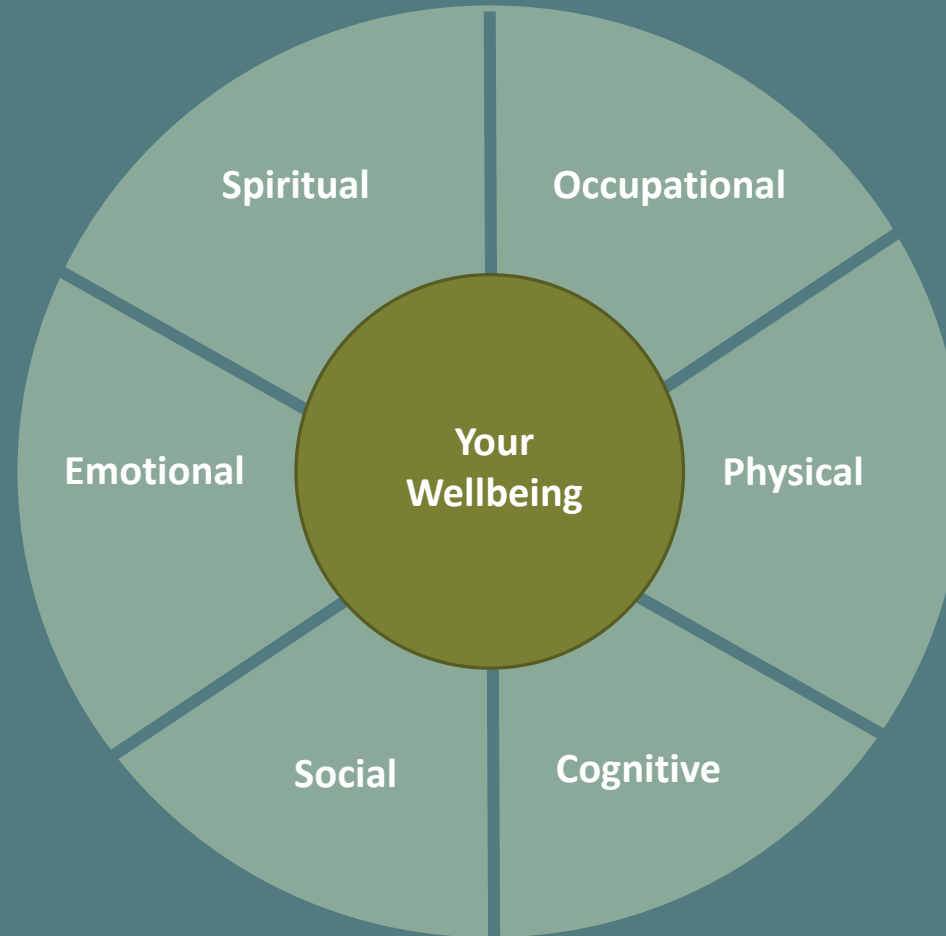 Spiritual
Occupational
Your
Wellbeing
Emotional
Physical
Social
Cognitive